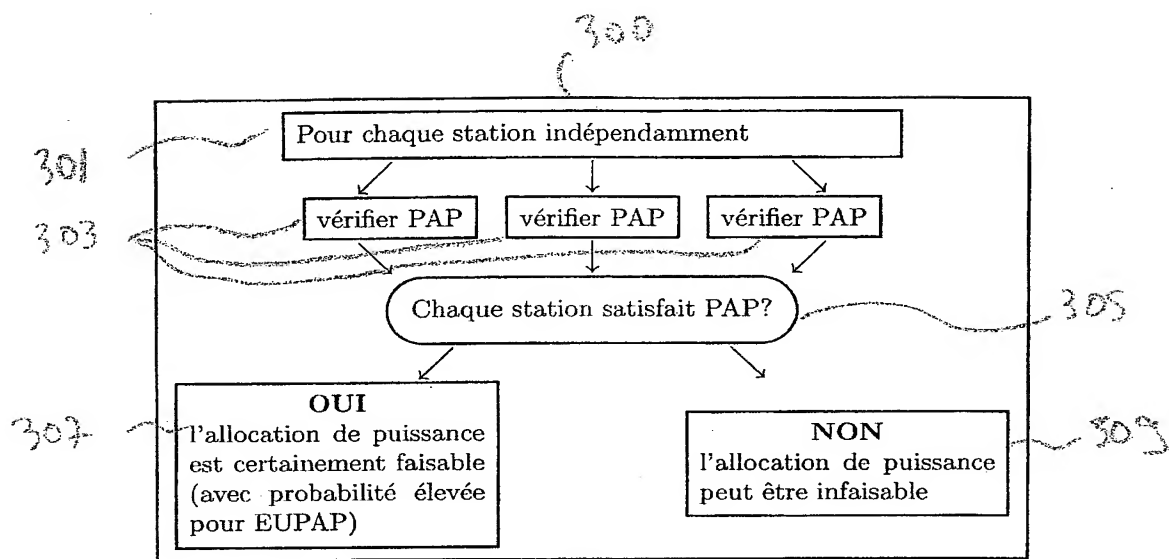 300
Pour chaque station indépendamment
301
vérifier PAP
vérifier PAP
vérifier PAP
303
Chaque station satisfait PAP?
305
OUI
l'allocation de puissance
est certainement faisable
(avec probabilité élevée
pour EUPAP)
307
NON
l'allocation de puissance
peut être infaisable
309